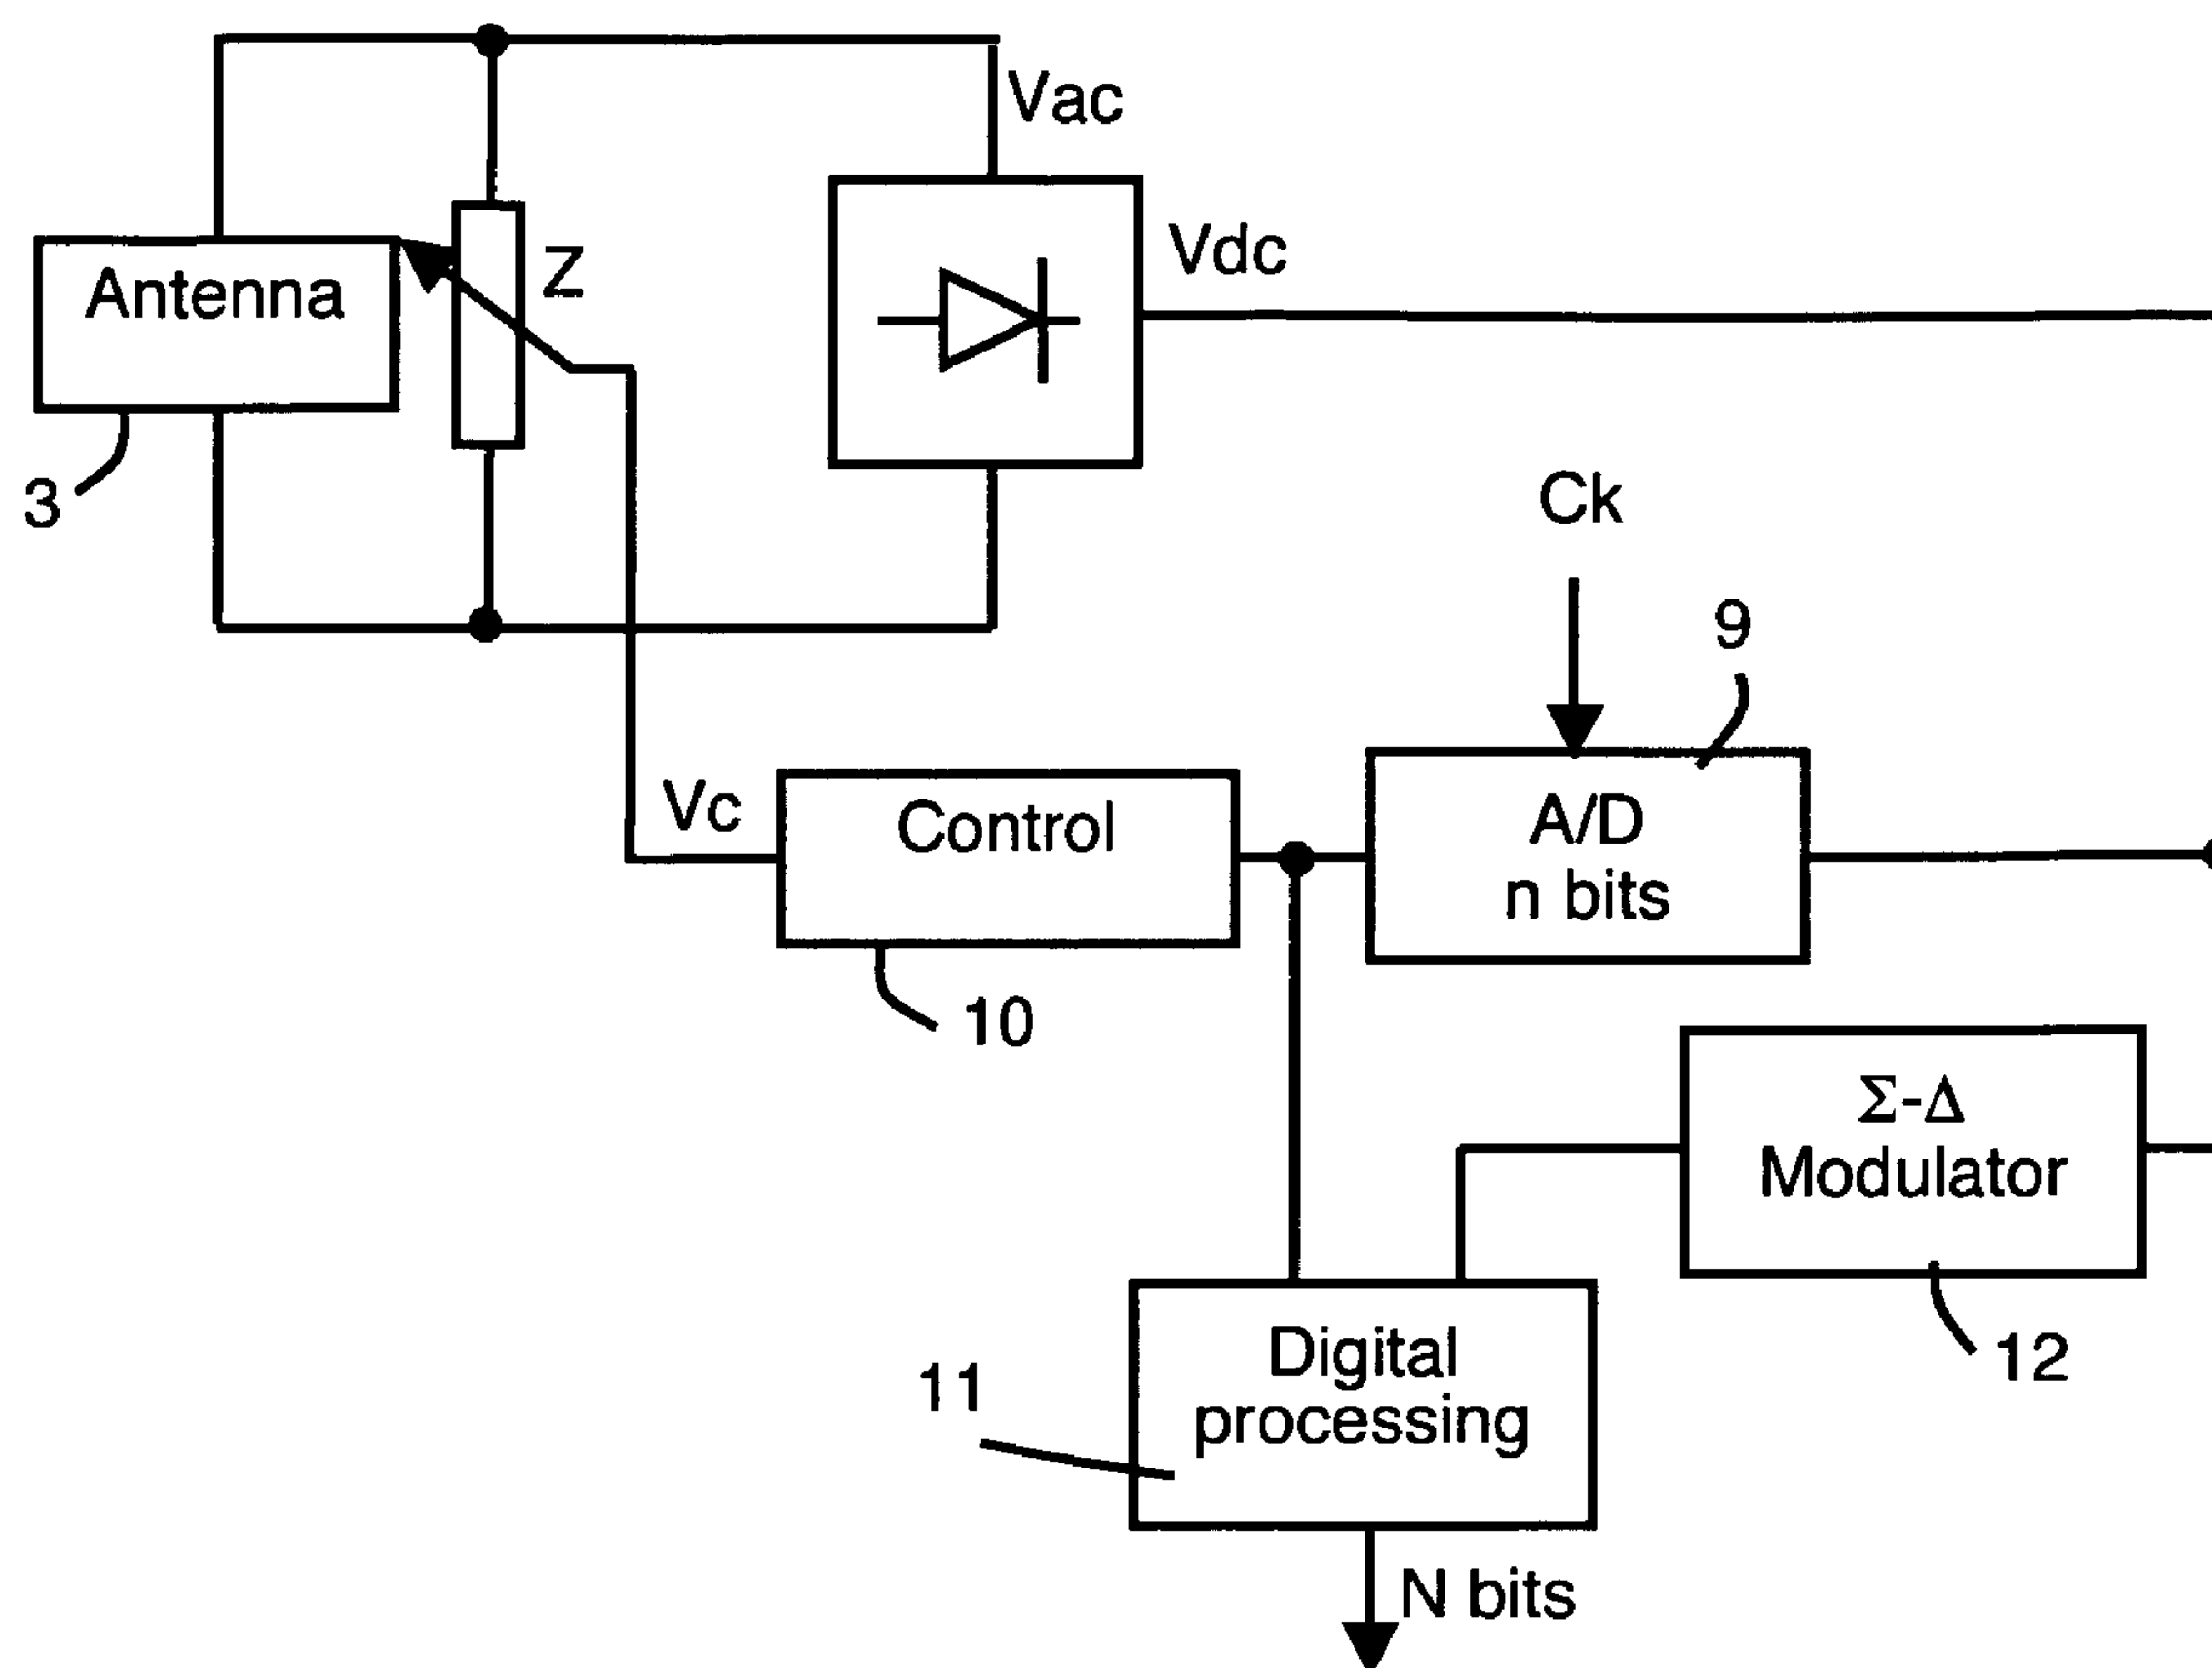 Vac
Antenna
Z
Vdc
3
Ck
9
Vc
Control
A/D
n bits
10
Σ-Δ
Modulator
12
11
Digital
processing
N bits